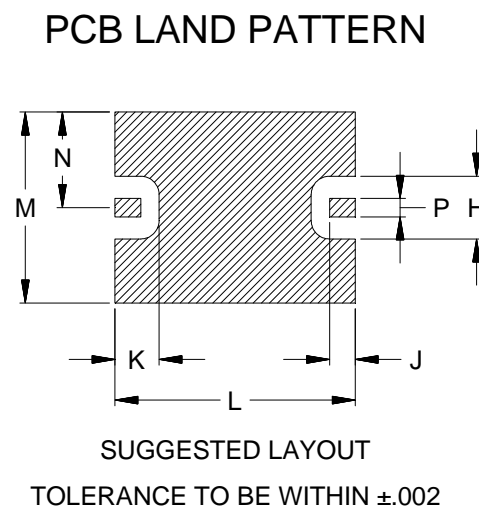 PCB LAND PATTERN
N
M
P
H
K
J
L
SUGGESTED LAYOUT
TOLERANCE TO BE WITHIN ±.002